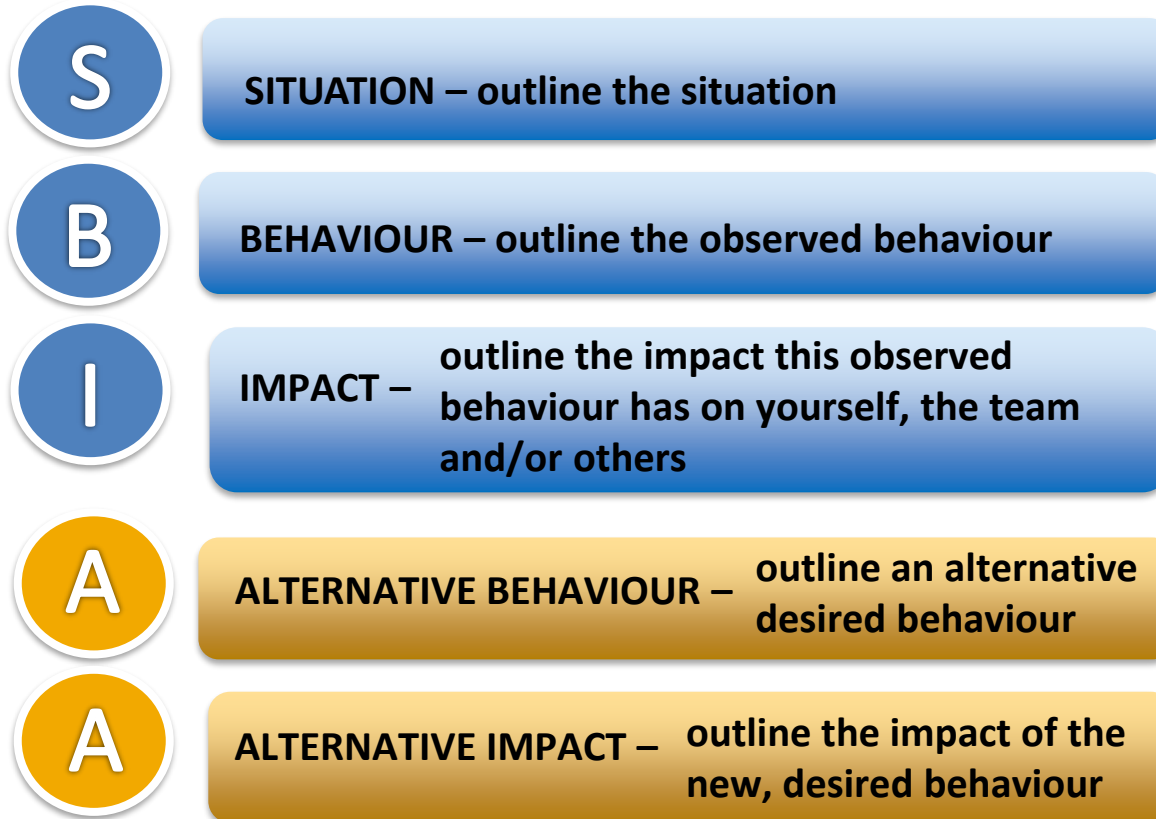 S
SITUATION – outline the situation
B
BEHAVIOUR – outline the observed behaviour
I
IMPACT – outline the impact this observed
behaviour has on yourself, the team
and/or others
A
ALTERNATIVE BEHAVIOUR – outline an alternative
desired behaviour
A
ALTERNATIVE IMPACT – outline the impact of the
new, desired behaviour